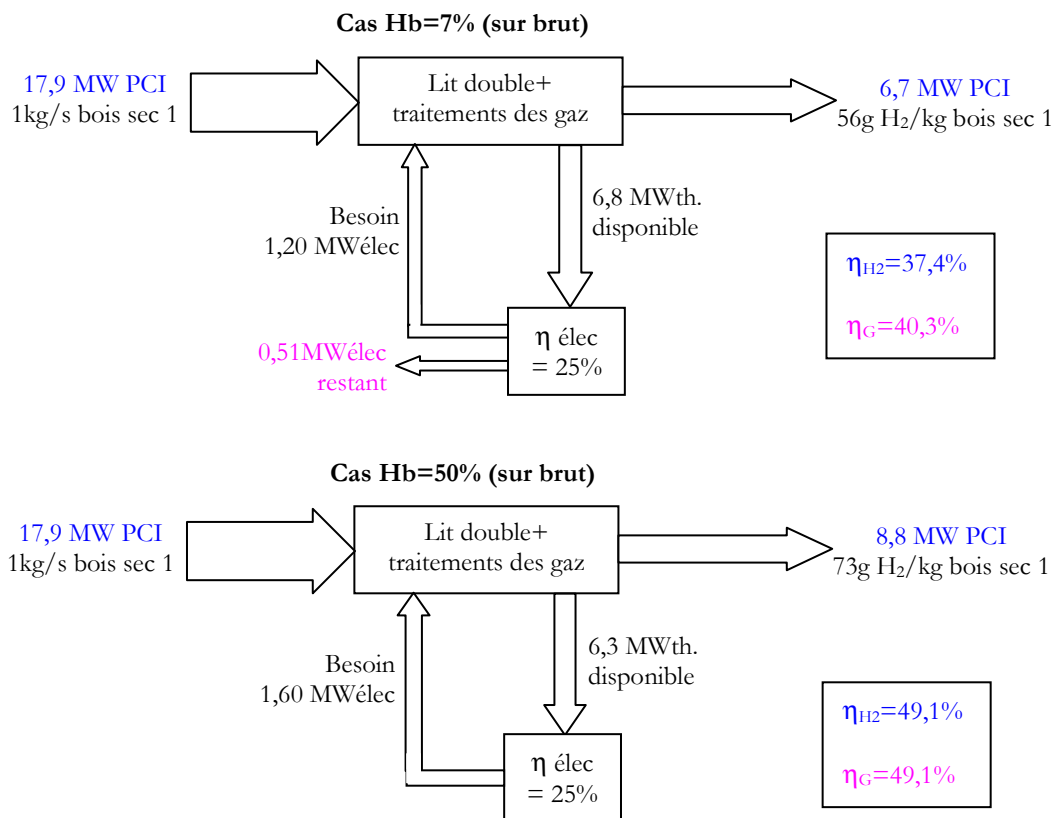 Cas Hb=7% (sur brut)
17,9 MW PCI
1kg/s bois sec 1
Lit double+
traitements des gaz
6,7 MW PCI
56g H₂/kg bois sec 1
Besoin
1,20 MWélec
6,8 MWth.
disponible
η_H2=37,4%
η_G=40,3%
0,51MWélec
restant
η élec
= 25%
Cas Hb=50% (sur brut)
17,9 MW PCI
1kg/s bois sec 1
Lit double+
traitements des gaz
8,8 MW PCI
73g H₂/kg bois sec 1
Besoin
1,60 MWélec
6,3 MWth.
disponible
η_H2=49,1%
η_G=49,1%
η élec
= 25%